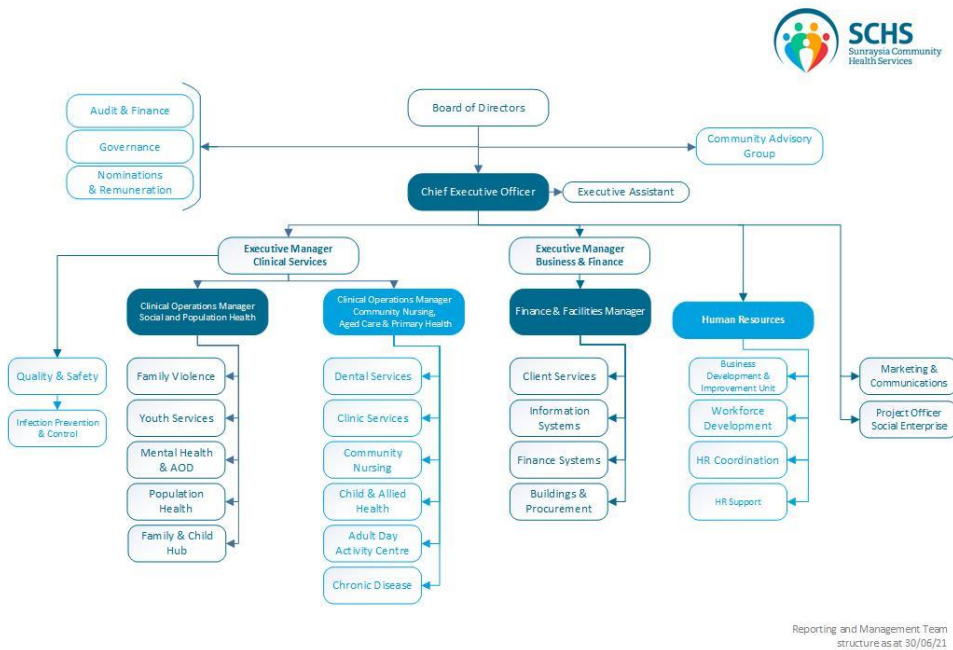 SCHS
Sunraysia Community
Health Services
Board of Directors
Audit & Finance
Governance
Nominations
& Remuneration
Community Advisory
Group
Chief Executive Officer
Executive Assistant
Executive Manager
Clinical Services
Executive Manager
Business & Finance
Clinical Operations Manager
Social and Population Health
Clinical Operations Manager
Community Nursing,
Aged Care & Primary Health
Finance & Facilities Manager
Human Resources
Quality & Safety
Infection Prevention
& Control
Family Violence
Youth Services
Mental Health
& AOD
Population
Health
Family & Child
Hub
Dental Services
Clinic Services
Community
Nursing
Child & Allied
Health
Adult Day
Activity Centre
Chronic Disease
Client Services
Information
Systems
Finance Systems
Buildings &
Procurement
Business
Development &
Improvement Unit
Workforce
Development
HR Coordination
HR Support
Marketing &
Communications
Project Officer
Social Enterprise
Reporting and Management Team
structure as at 30/06/21